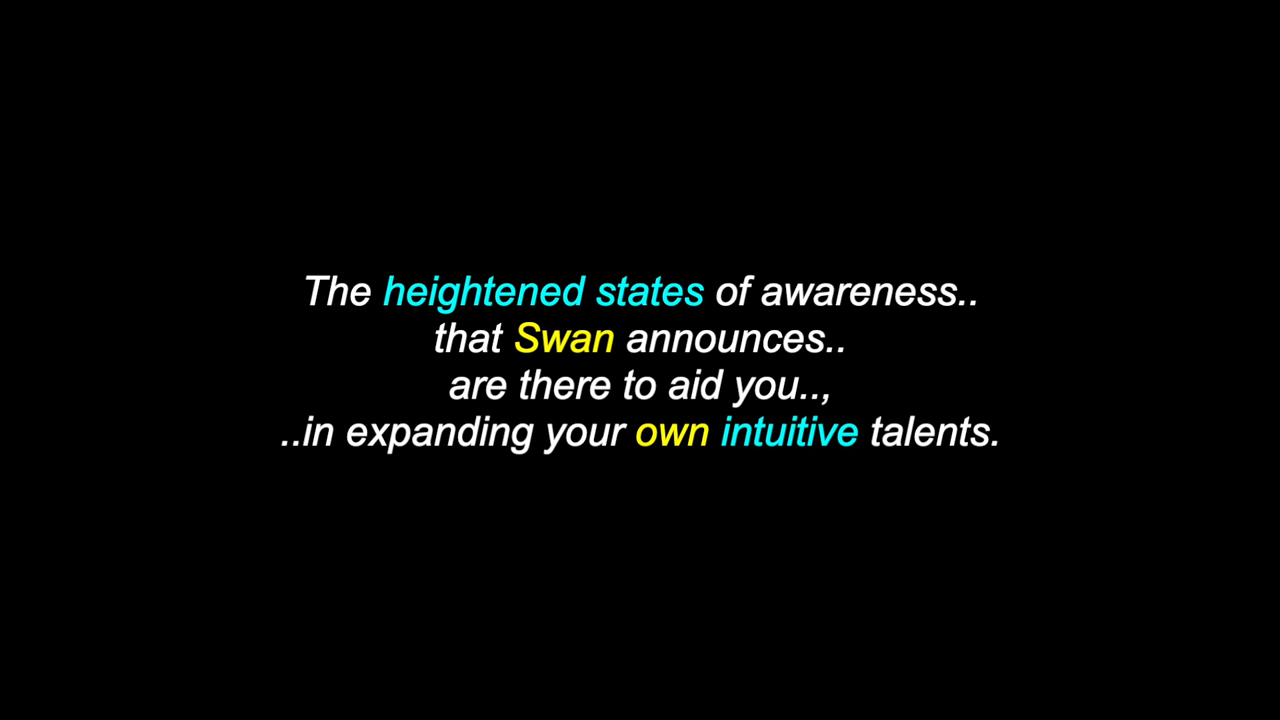 The heightened states of awareness..
that Swan announces..
are there to aid you..,
..in expanding your own intuitive talents.